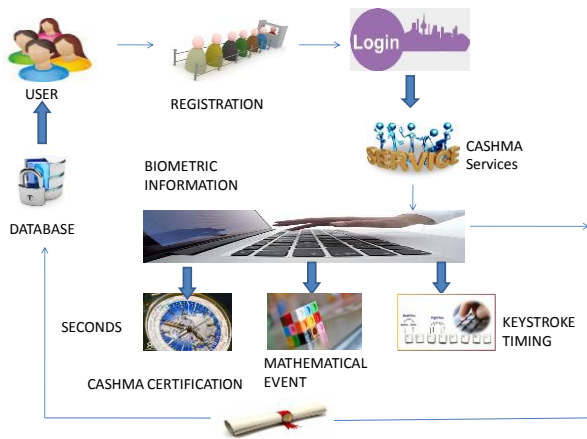 Login
USER
REGISTRATION
SERVICE
CASHMA
Services
BIOMETRIC
INFORMATION
DATABASE
SECONDS
KEYSTROKE
TIMING
MATHEMATICAL
EVENT
CASHMA CERTIFICATION